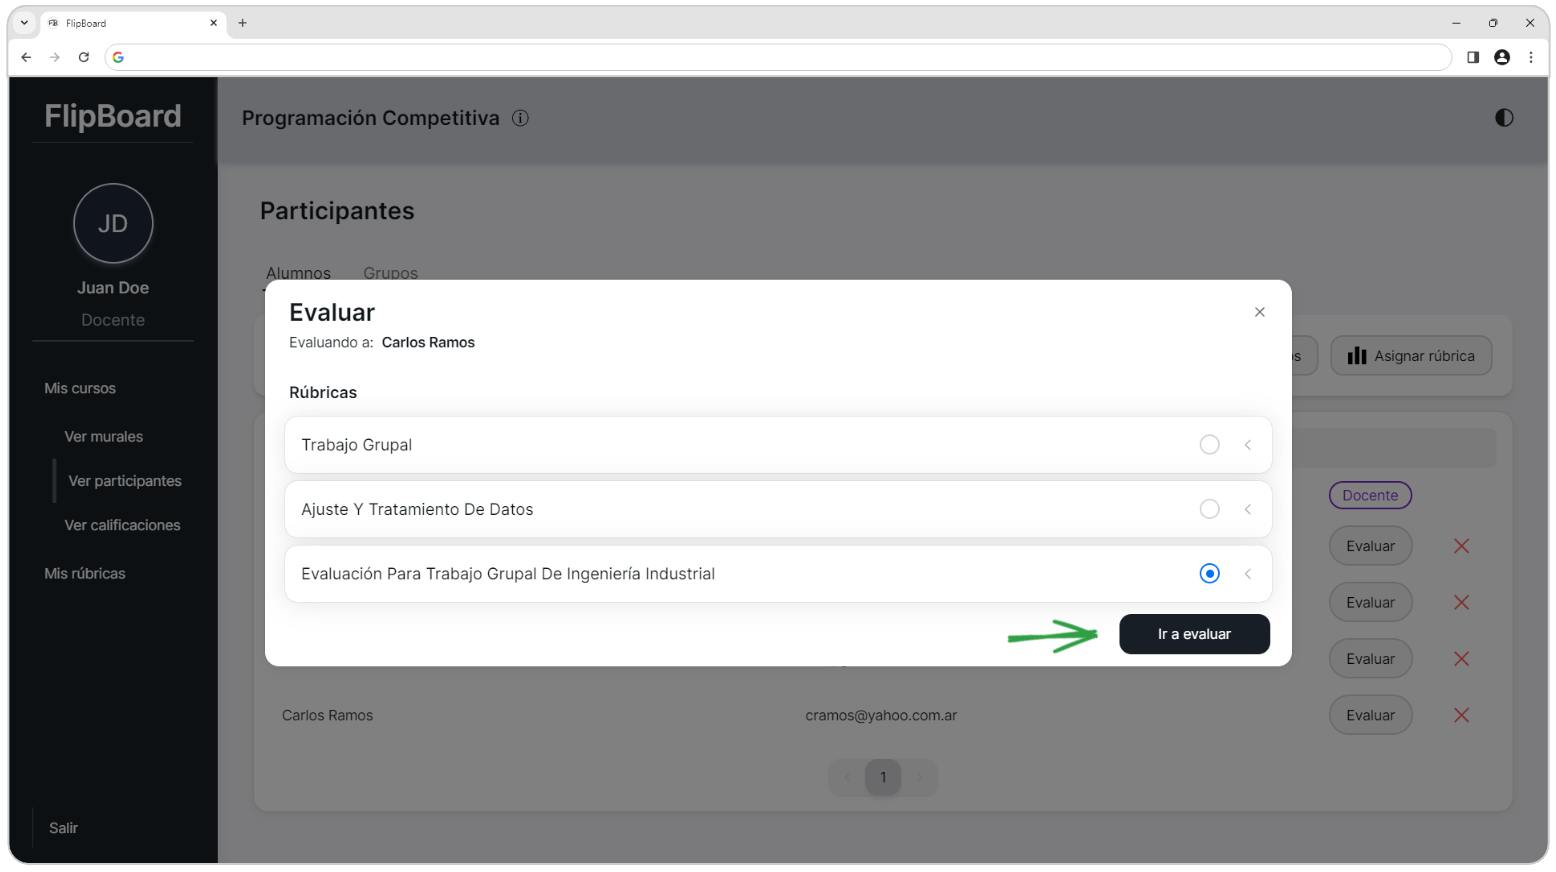 FB FlipBoard
FlipBoard
JD
Juan Doe
Docente
Mis cursos
Ver murales
Ver participantes
Ver calificaciones
Mis rúbricas
Salir
Programación Competitiva
Participantes
Alumnos Grupos
Asignar rúbrica
Evaluar
Evaluando a: Carlos Ramos
Rúbricas
Trabajo Grupal
Ajuste Y Tratamiento De Datos
Evaluación Para Trabajo Grupal De Ingeniería Industrial
Ir a evaluar
Docente
Evaluar
Evaluar
Evaluar
Carlos Ramos cramos@yahoo.com.ar Evaluar
1